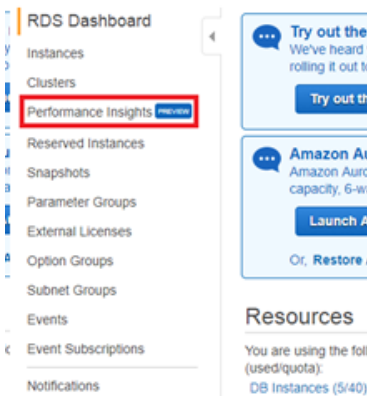 RDS Dashboard
Instances
Clusters
Performance Insights PREVIEW
Reserved Instances
Snapshots
Parameter Groups
External Licenses
Option Groups
Subnet Groups
Events
Event Subscriptions
Notifications
Try out the
We've heard
rolling it out t
Try out th
Amazon Au
Amazon Auro
capacity, 6-w
Launch A
Or, Restore
Resources
You are using the foll
(used/quota):
DB Instances (5/40)